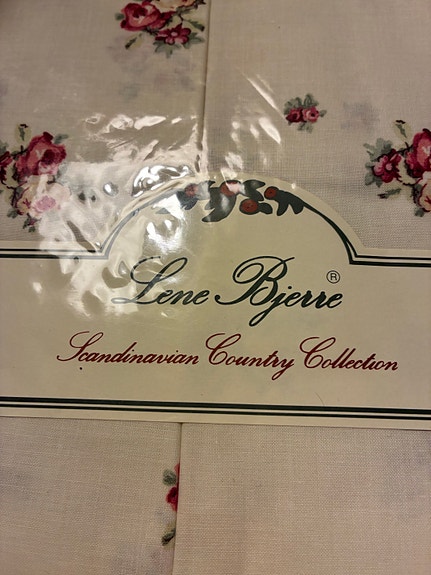 Lene Bjerre ®
Scandinavian Country Collection